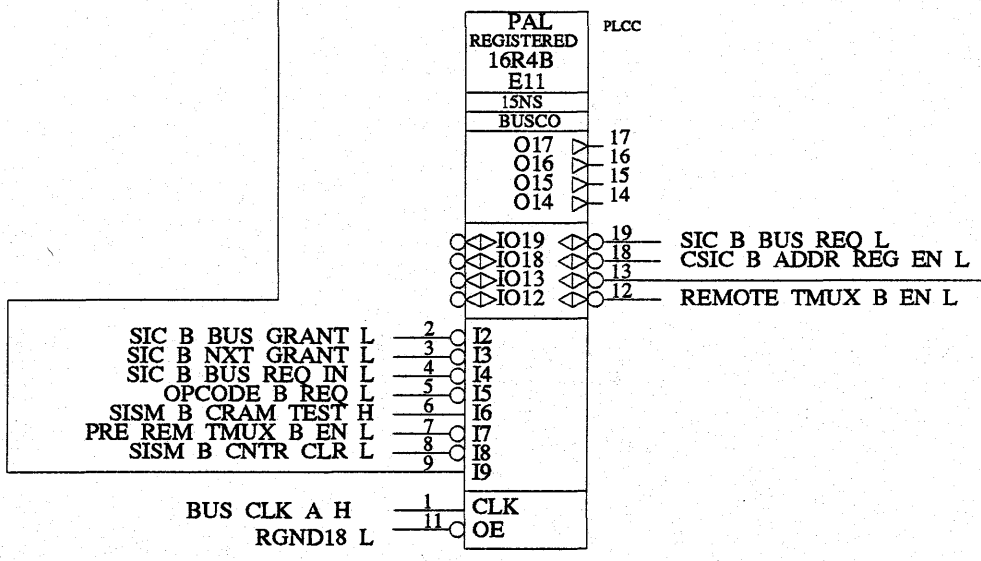 PAL PLCC
REGISTERED
16R4B
E11
15NS
BUSCO
O17 17
O16 16
O15 15
O14 14
IO19 19 SIC B BUS REQ L
IO18 18 CSIC B ADDR REG EN L
IO13 13
IO12 12 REMOTE TMUX B EN L
SIC B BUS GRANT L 2 I2
SIC B NXT GRANT L 3 I3
SIC B BUS REQ IN L 4 I4
OPCODE B REQ L 5 I5
SISM B CRAM TEST H 6 I6
PRE REM TMUX B EN L 7 I7
SISM B CNTR CLR L 8 I8
9 I9
BUS CLK A H 1 CLK
RGND18 L 11 OE